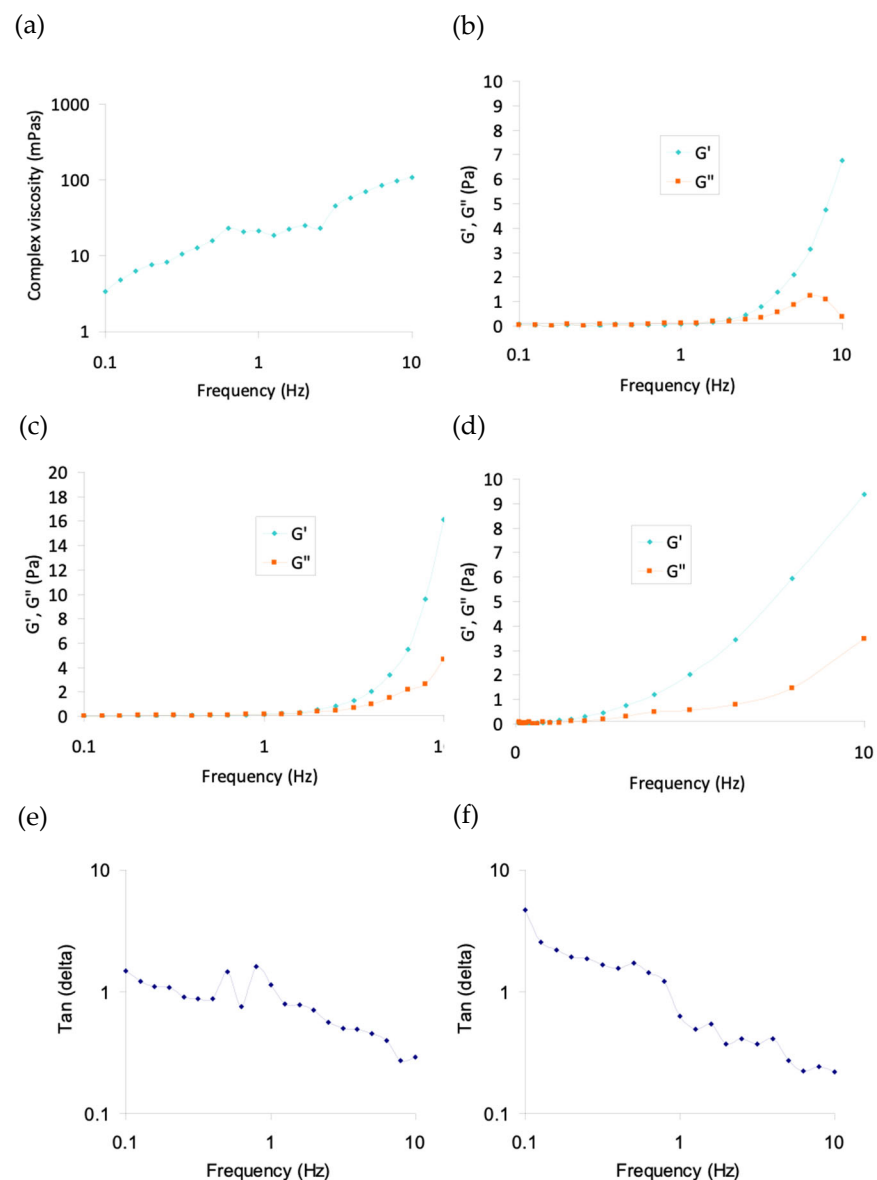 (a)
Complex viscosity (mPas)
1000
100
10
1
0.1
1
10
Frequency (Hz)
(b)
G', G" (Pa)
10
9
8
7
6
5
4
3
2
1
0
G'
G"
0.1
1
10
Frequency (Hz)
(c)
G', G" (Pa)
20
18
16
14
12
10
8
6
4
2
0
G'
G"
0.1
1
Frequency (Hz)
(d)
G', G" (Pa)
10
9
8
7
6
5
4
3
2
1
0
G'
G"
0
10
Frequency (Hz)
(e)
Tan (delta)
10
1
0.1
0.1
1
10
Frequency (Hz)
(f)
Tan (delta)
10
1
0.1
0.1
1
10
Frequency (Hz)